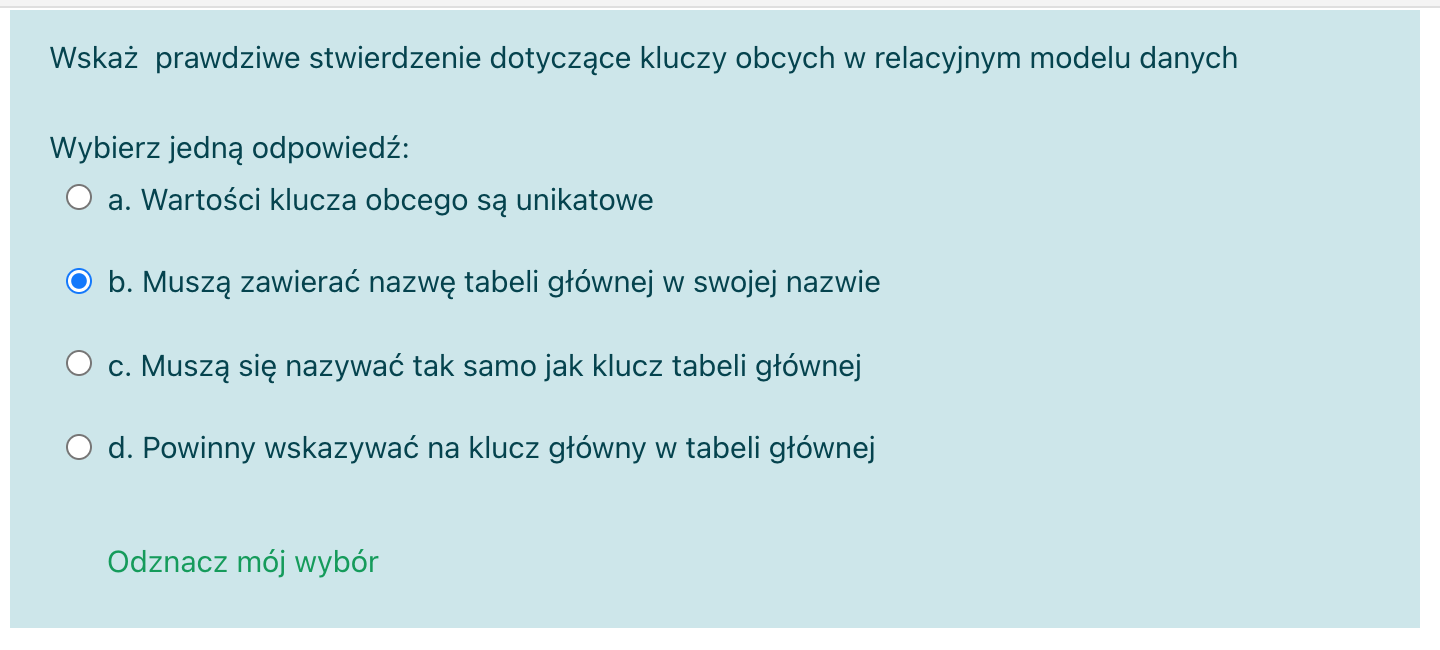 Wskaż  prawdziwe stwierdzenie dotyczące kluczy obcych w relacyjnym modelu danych
Wybierz jedną odpowiedź:
a. Wartości klucza obcego są unikatowe
b. Muszą zawierać nazwę tabeli głównej w swojej nazwie
c. Muszą się nazywać tak samo jak klucz tabeli głównej
d. Powinny wskazywać na klucz główny w tabeli głównej
Odznacz mój wybór